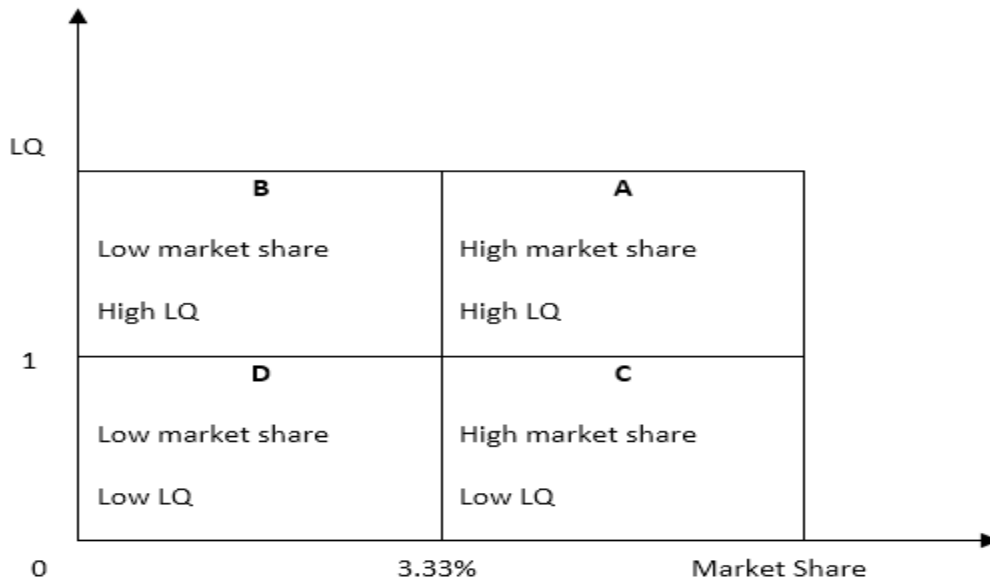 LQ
B
Low market share
High LQ
A
High market share
High LQ
1
D
Low market share
Low LQ
C
High market share
Low LQ
0
3.33%
Market Share